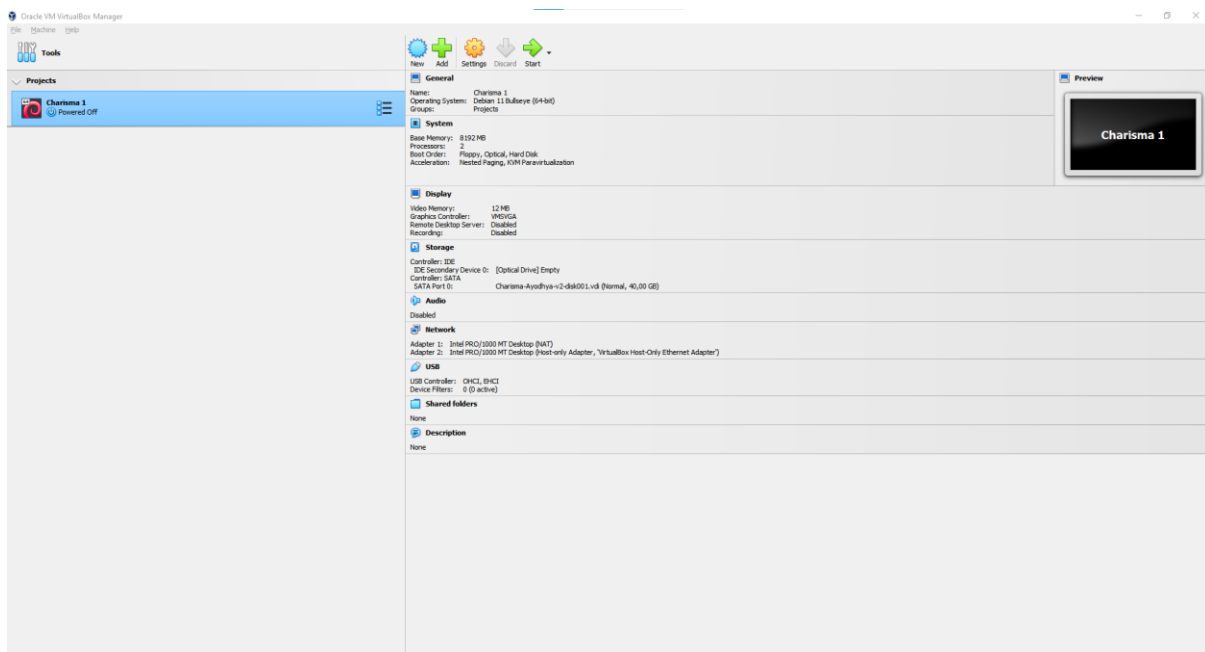 Oracle VM VirtualBox Manager
File Machine Help
Tools
New Add Settings Discard Start
Projects
Charisma 1
Powered Off
General
Name: Charisma 1
Operating System: Debian 11 Bullseye (64-bit)
Groups: Projects
Preview
Charisma 1
System
Base Memory: 8192 MB
Processors: 2
Boot Order: Floppy, Optical, Hard Disk
Acceleration: Nested Paging, KVM Paravirtualization
Display
Video Memory: 12 MB
Graphics Controller: VMSVGA
Remote Desktop Server: Disabled
Recording: Disabled
Storage
Controller: IDE
IDE Secondary Device 0: [Optical Drive] Empty
Controller: SATA
SATA Port 0: Charisma-Ayodhya-v2-disk001.vdi (Normal, 40,00 GB)
Audio
Disabled
Network
Adapter 1: Intel PRO/1000 MT Desktop (NAT)
Adapter 2: Intel PRO/1000 MT Desktop (Host-only Adapter, 'VirtualBox Host-Only Ethernet Adapter')
USB
USB Controller: OHCI, EHCI
Device Filters: 0 (0 active)
Shared folders
None
Description
None